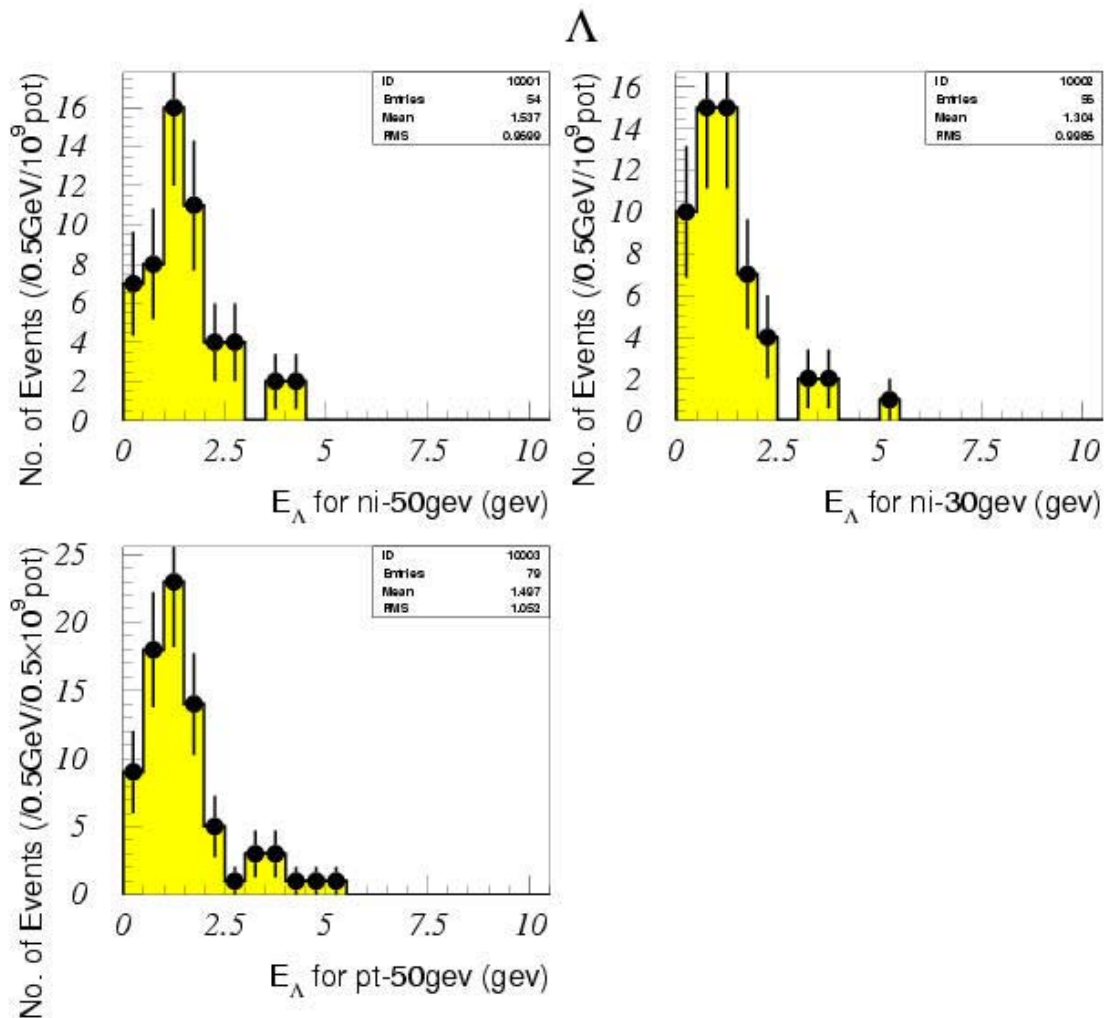 Λ
No. of Events (/0.5GeV/10⁹pot)
ID 10001
Entries 54
Mean 1.537
RMS 0.9599
16
14
12
10
8
6
4
2
0
0 2.5 5 7.5 10
E_Λ for ni-50gev (gev)
No. of Events (/0.5GeV/10⁹pot)
ID 10002
Entries 56
Mean 1.304
RMS 0.9986
16
14
12
10
8
6
4
2
0
0 2.5 5 7.5 10
E_Λ for ni-30gev (gev)
No. of Events (/0.5GeV/0.5×10⁹pot)
ID 10003
Entries 79
Mean 1.497
RMS 1.052
25
20
15
10
5
0
0 2.5 5 7.5 10
E_Λ for pt-50gev (gev)